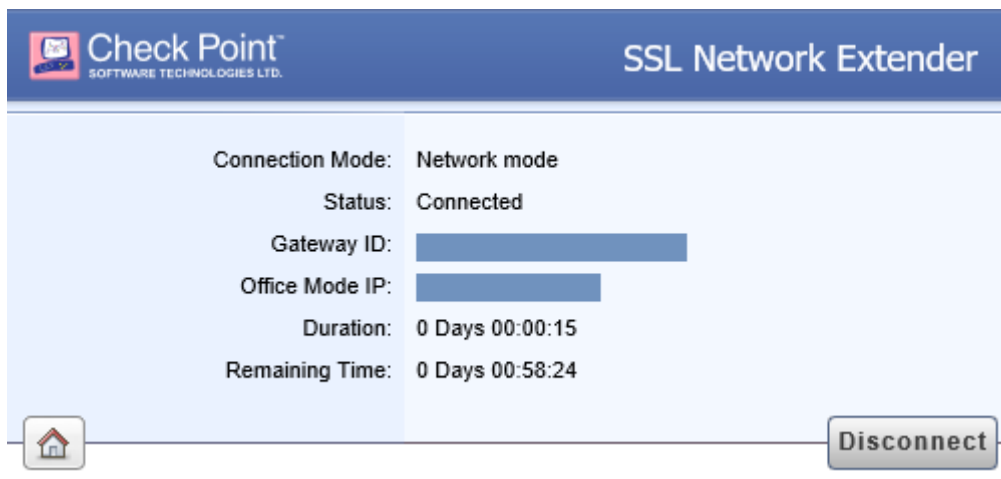 Check Point™
SOFTWARE TECHNOLOGIES LTD.
SSL Network Extender
Connection Mode: Network mode
Status: Connected
Gateway ID:
Office Mode IP:
Duration: 0 Days 00:00:15
Remaining Time: 0 Days 00:58:24
Disconnect